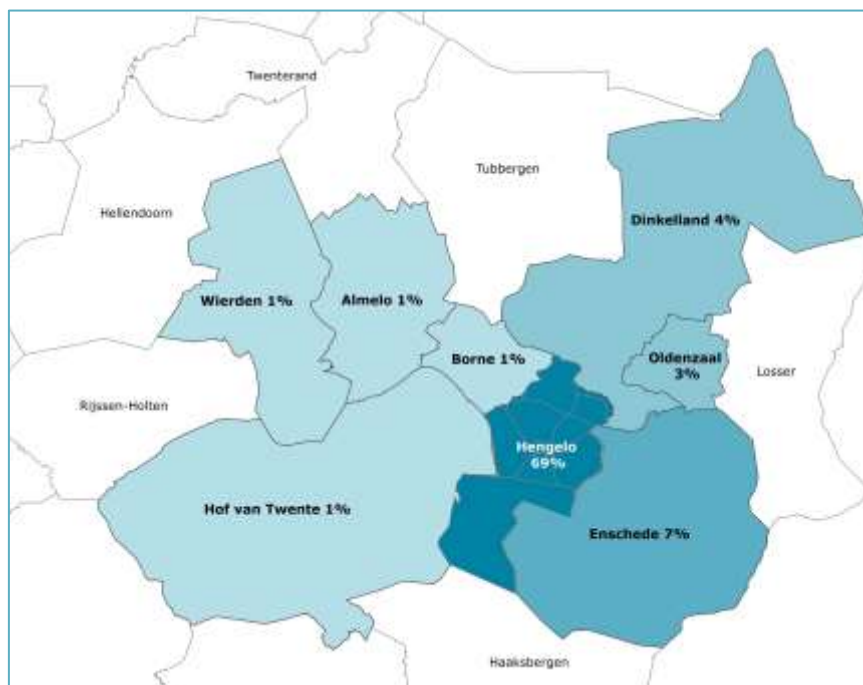 Twenterand
Tubbergen
Hellendoorn
Dinkelland 4%
Wierden 1%
Almelo 1%
Borne 1%
Oldenzaal
3%
Losser
Rijssen-Holten
Hengelo
69%
Hof van Twente 1%
Enschede 7%
Haaksbergen